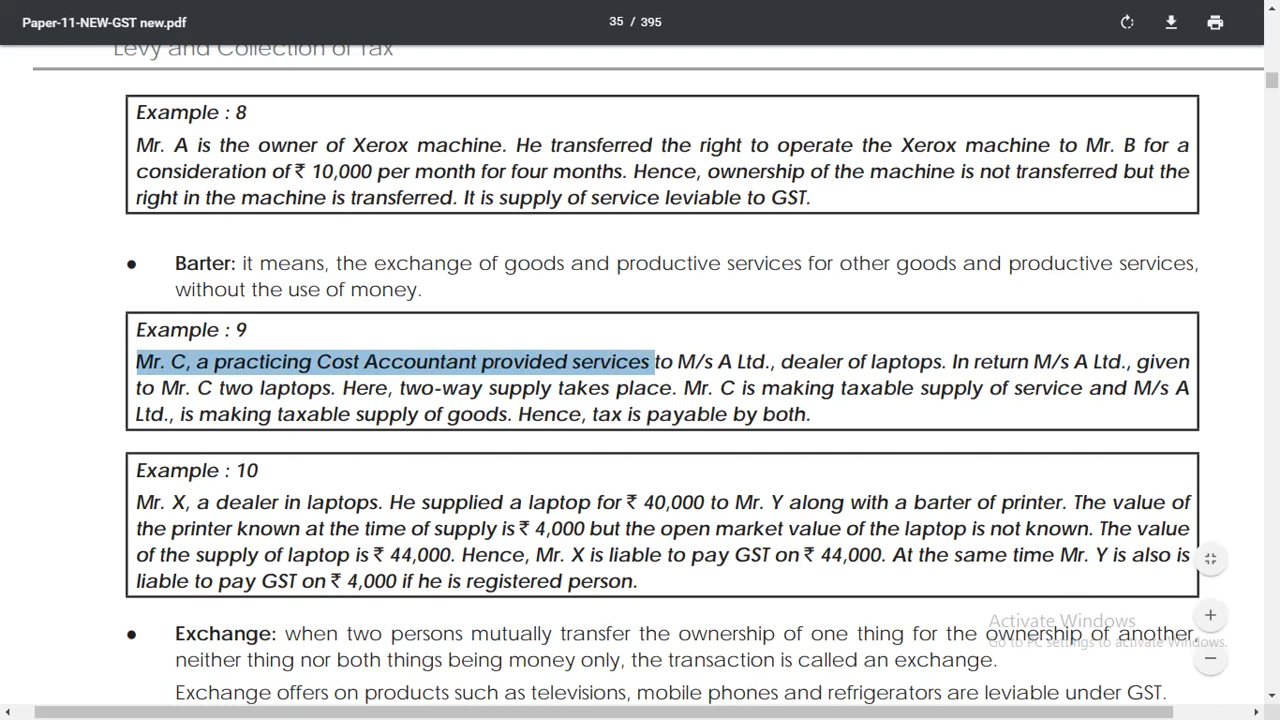 Paper-11-NEW-GST new.pdf
35 / 395
Levy and Collection of Tax
Example : 8
Mr. A is the owner of Xerox machine. He transferred the right to operate the Xerox machine to Mr. B for a
consideration of ₹ 10,000 per month for four months. Hence, ownership of the machine is not transferred but the
right in the machine is transferred. It is supply of service leviable to GST.
● Barter: it means, the exchange of goods and productive services for other goods and productive services,
without the use of money.
Example : 9
Mr. C, a practicing Cost Accountant provided services to M/s A Ltd., dealer of laptops. In return M/s A Ltd., given
to Mr. C two laptops. Here, two-way supply takes place. Mr. C is making taxable supply of service and M/s A
Ltd., is making taxable supply of goods. Hence, tax is payable by both.
Example : 10
Mr. X, a dealer in laptops. He supplied a laptop for ₹ 40,000 to Mr. Y along with a barter of printer. The value of
the printer known at the time of supply is ₹ 4,000 but the open market value of the laptop is not known. The value
of the supply of laptop is ₹ 44,000. Hence, Mr. X is liable to pay GST on ₹ 44,000. At the same time Mr. Y is also is
liable to pay GST on ₹ 4,000 if he is registered person.
Activate Windows
Go to PC settings to activate Windows.
● Exchange: when two persons mutually transfer the ownership of one thing for the ownership of another,
neither thing nor both things being money only, the transaction is called an exchange.
Exchange offers on products such as televisions, mobile phones and refrigerators are leviable under GST.